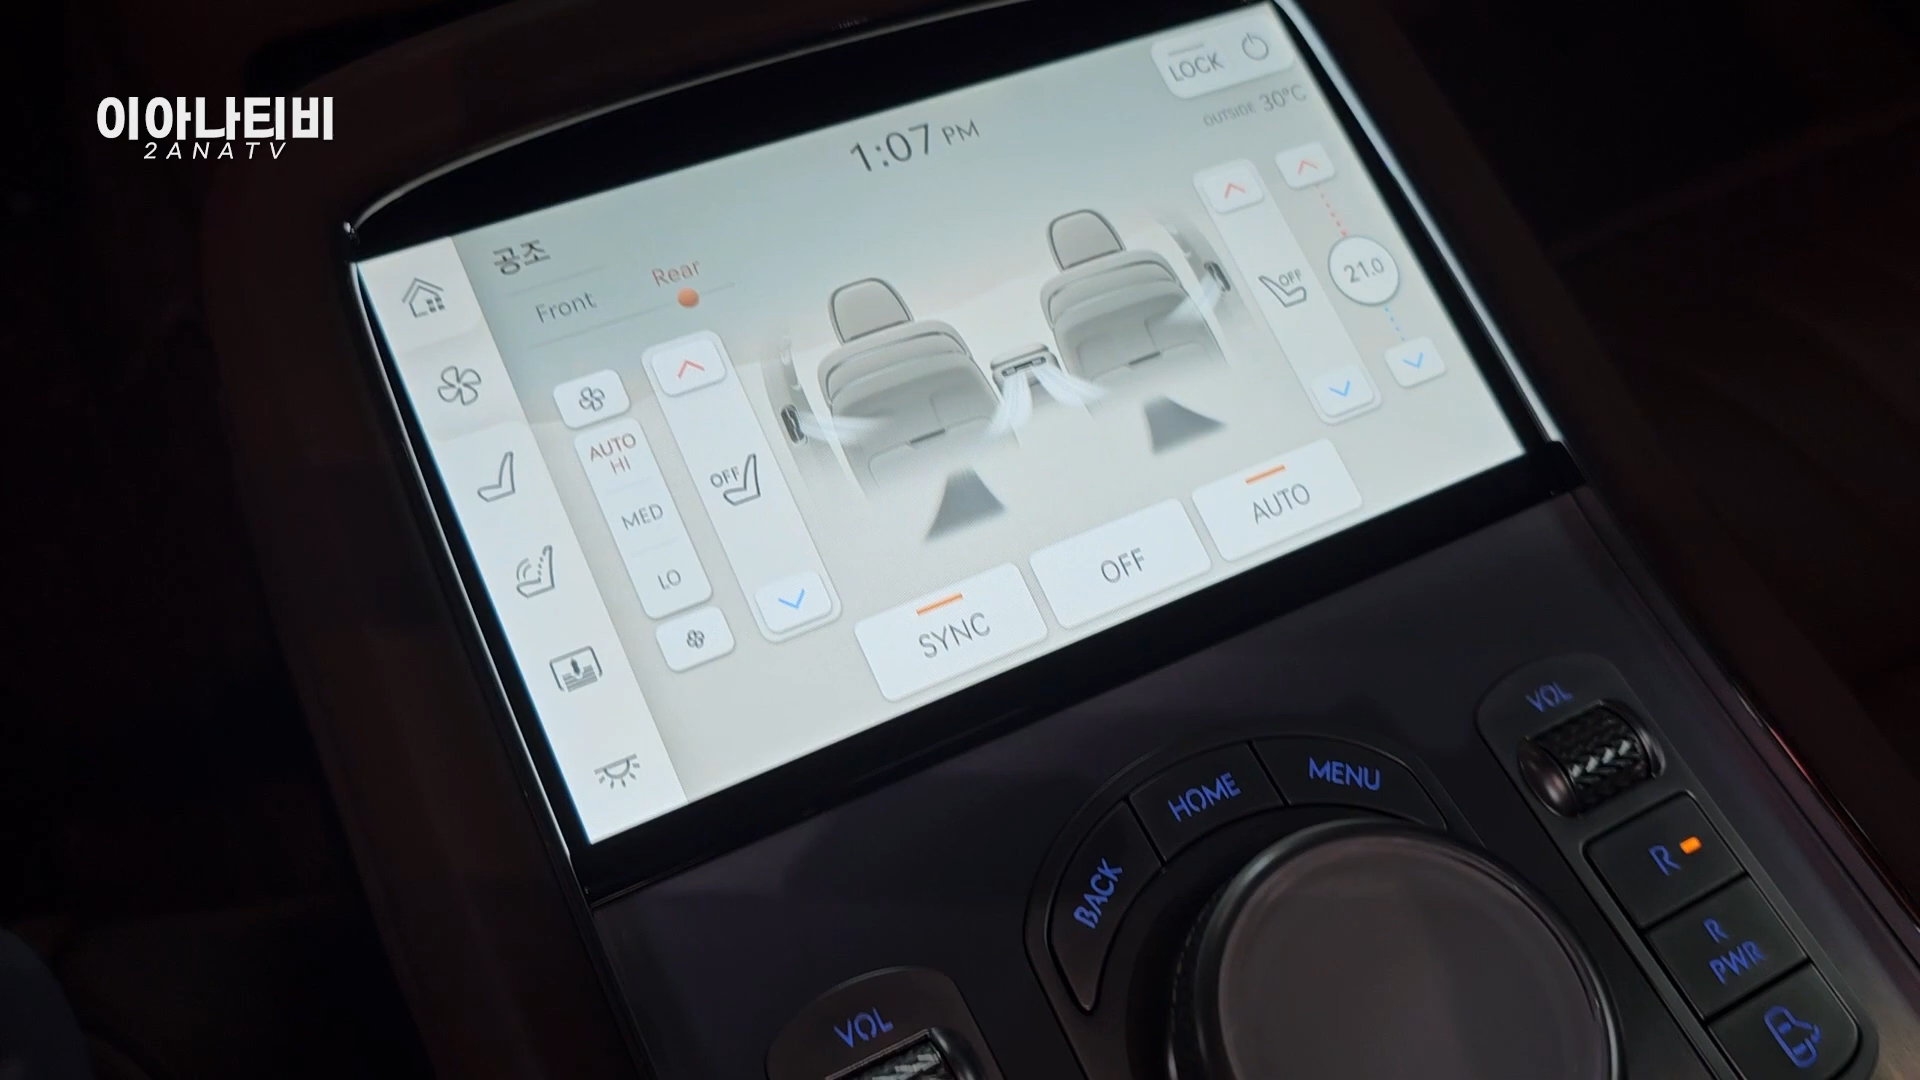 이아나티비
2ANATV
LOCK
OUTSIDE 30°C
1:07 PM
공조
Front
Rear
AUTO
HI
MED
LO
OFF
OFF
21.0
SYNC
OFF
AUTO
BACK
HOME
MENU
VOL
R
R
PWR
VOL